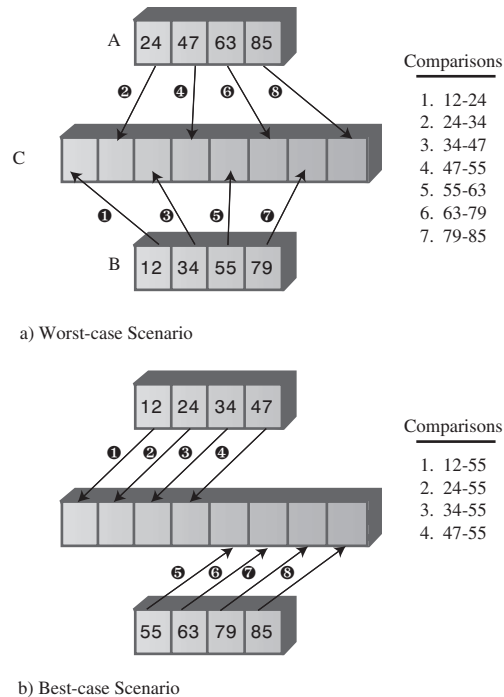 A
24 47 63 85
❷ ❹ ❻ ❽
C
❶ ❸ ❺ ❼
B
12 34 55 79
Comparisons
1. 12-24
2. 24-34
3. 34-47
4. 47-55
5. 55-63
6. 63-79
7. 79-85
a) Worst-case Scenario
12 24 34 47
❶ ❷ ❸ ❹
❺ ❻ ❼ ❽
55 63 79 85
Comparisons
1. 12-55
2. 24-55
3. 34-55
4. 47-55
b) Best-case Scenario